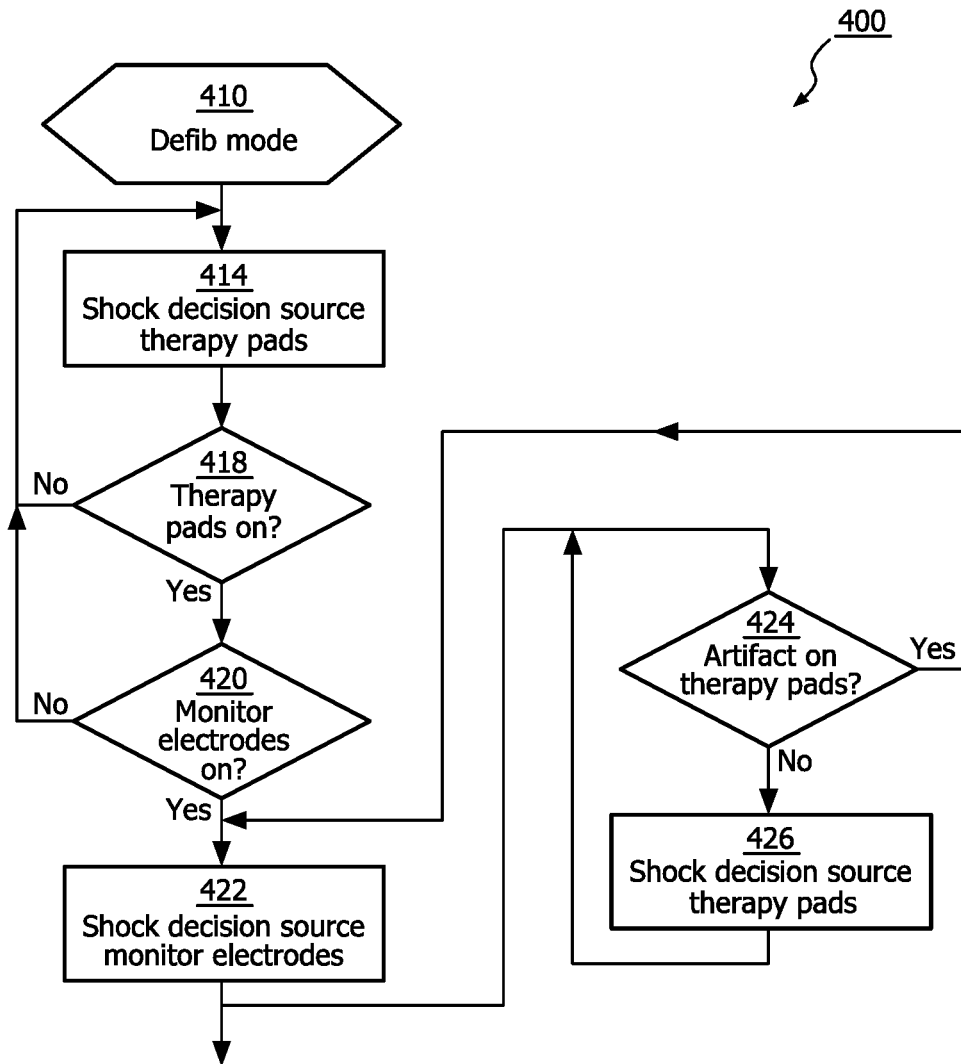 400
410
Defib mode
414
Shock decision source
therapy pads
418
Therapy
pads on?
No
Yes
420
Monitor
electrodes
on?
No
Yes
422
Shock decision source
monitor electrodes
424
Artifact on
therapy pads?
Yes
No
426
Shock decision source
therapy pads